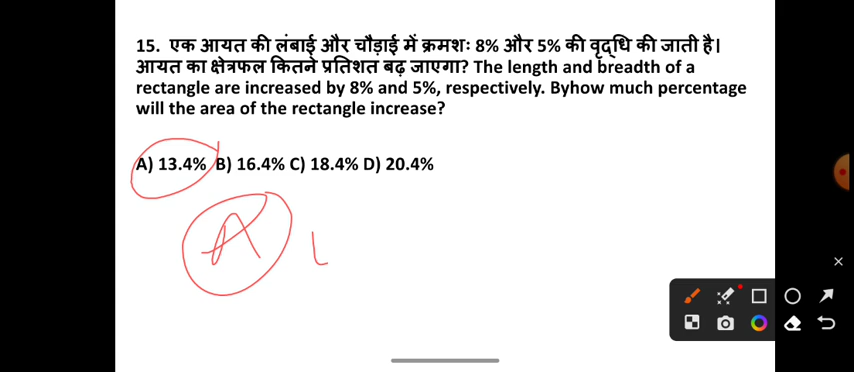 15. एक आयत की लंबाई और चौड़ाई में क्रमशः 8% और 5% की वृद्धि की जाती है।
आयत का क्षेत्रफल कितने प्रतिशत बढ़ जाएगा? The length and breadth of a
rectangle are increased by 8% and 5%, respectively. Byhow much percentage
will the area of the rectangle increase?
A) 13.4% B) 16.4% C) 18.4% D) 20.4%
A L